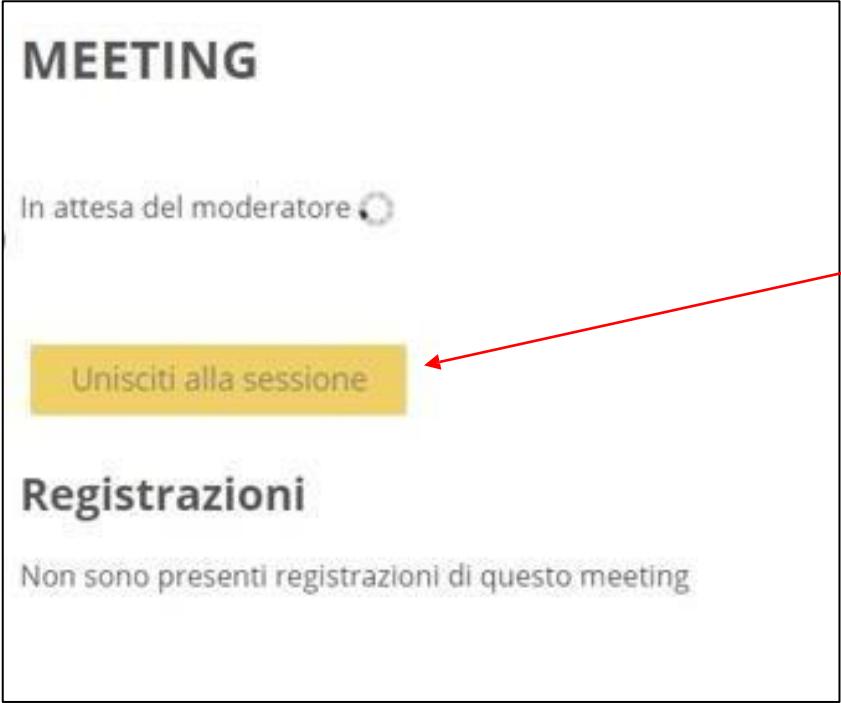 MEETING
In attesa del moderatore
Unisciti alla sessione
Registrazioni
Non sono presenti registrazioni di questo meeting